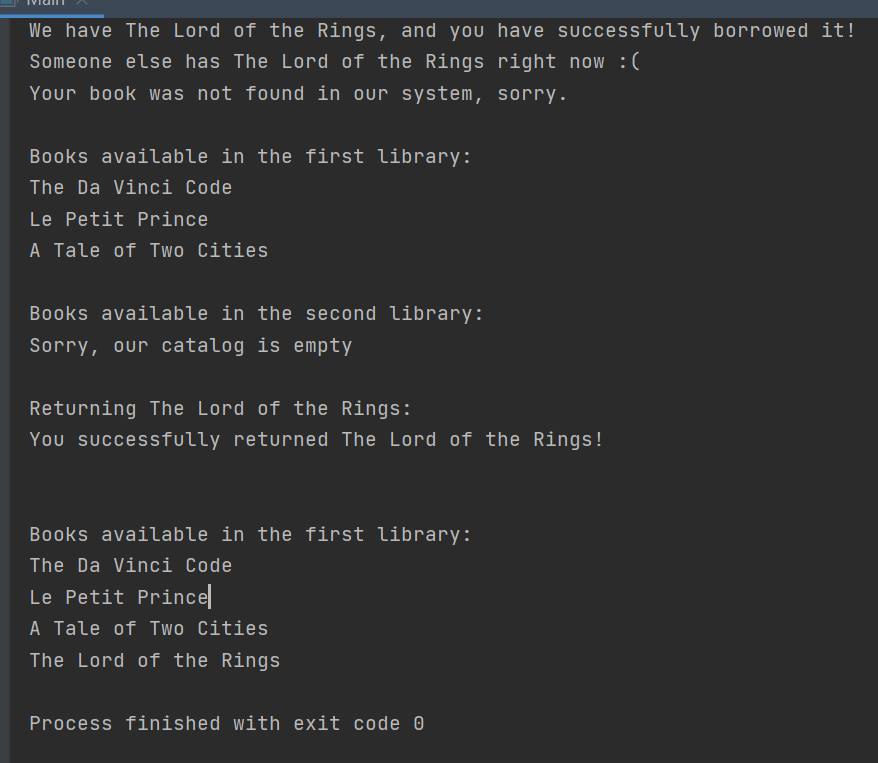 Main
We have The Lord of the Rings, and you have successfully borrowed it!
Someone else has The Lord of the Rings right now :(
Your book was not found in our system, sorry.
Books available in the first library:
The Da Vinci Code
Le Petit Prince
A Tale of Two Cities
Books available in the second library:
Sorry, our catalog is empty
Returning The Lord of the Rings:
You successfully returned The Lord of the Rings!
Books available in the first library:
The Da Vinci Code
Le Petit Prince
A Tale of Two Cities
The Lord of the Rings
Process finished with exit code 0